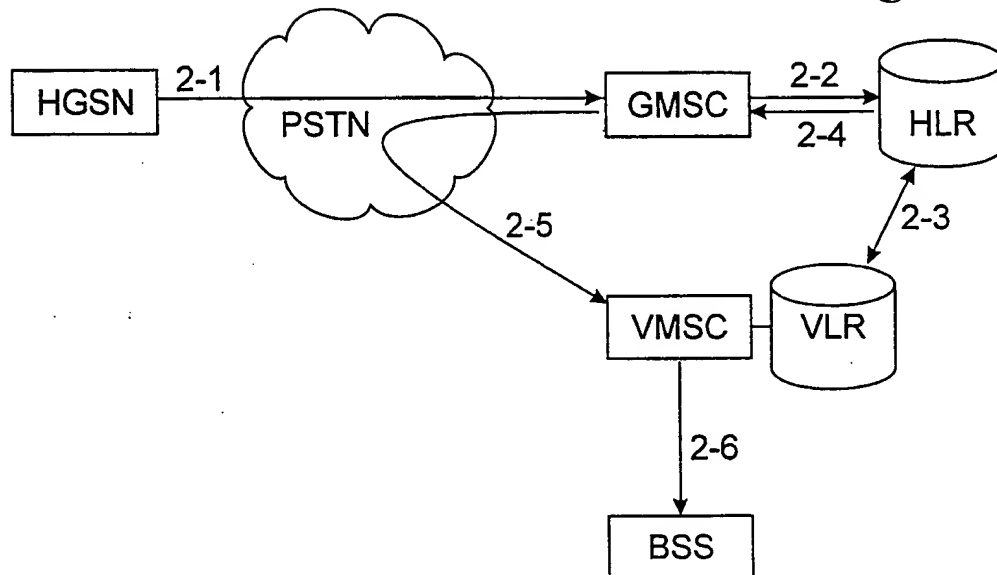 HGSN
2-1
PSTN
GMSC
2-2
2-4
HLR
2-3
2-5
VMSC
VLR
2-6
BSS